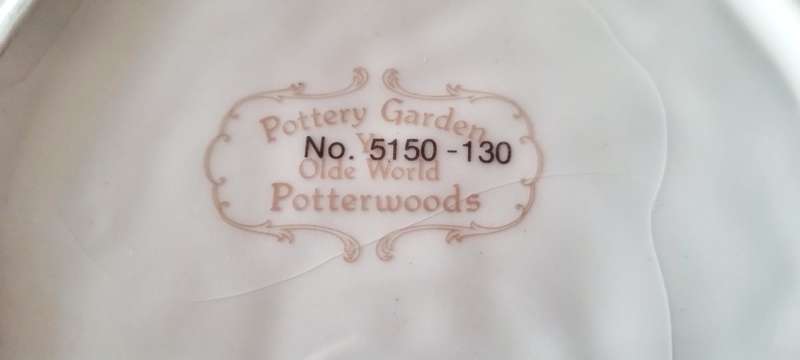 Pottery Garden
Y
No. 5150 - 130
Olde World
Potterwoods